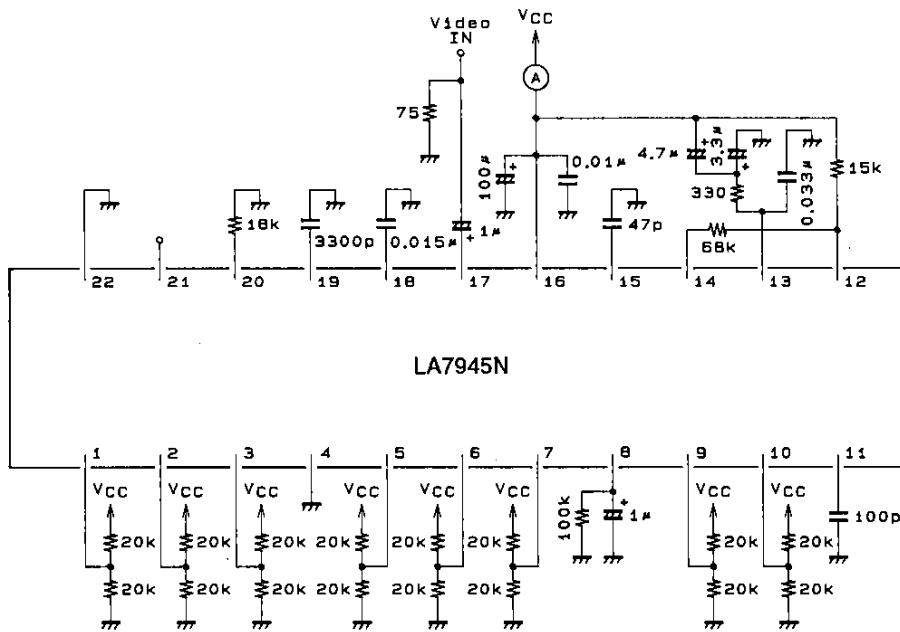 VCC
Video
IN
A
75
100µ
0.01µ
4.7µ
3.3µ
330
0.033µ
15k
18k
3300p
0.015µ
1µ
47p
68k
22 21 20 19 18 17 16 15 14 13 12
LA7945N
1 2 3 4 5 6 7 8 9 10 11
VCC VCC VCC VCC VCC VCC VCC VCC
100k
1µ
100p
20k 20k 20k 20k 20k 20k 20k 20k
20k 20k 20k 20k 20k 20k 20k 20k